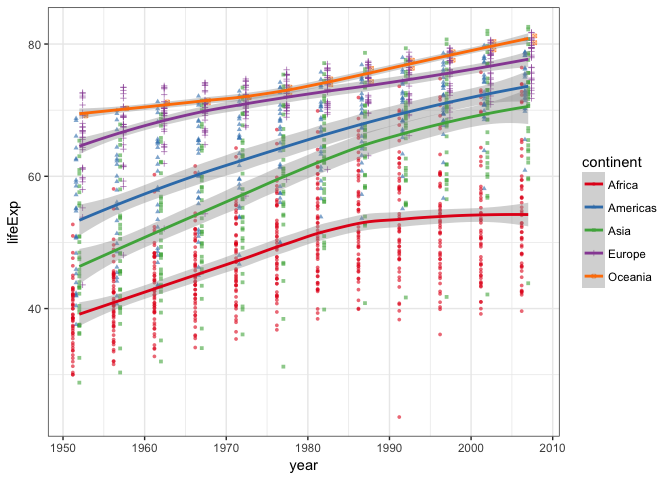 80
60
40
lifeExp
1950
1960
1970
1980
1990
2000
2010
year
continent
Africa
Americas
Asia
Europe
Oceania